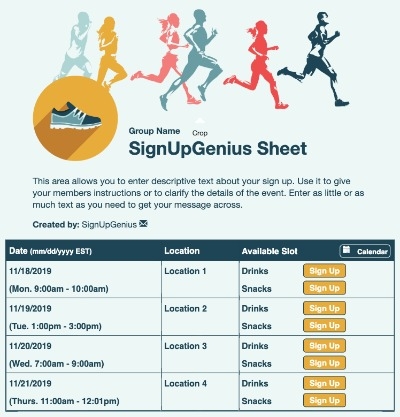 Group Name
Crop
SignUpGenius Sheet
This area allows you to enter descriptive text about your sign up. Use it to give
your members instructions or to clarify the details of the event. Enter as little or as
much text as you need to get your message across.
Created by: SignUpGenius
Date (mm/dd/yyyy EST) Location Available Slot Calendar
11/18/2019 Location 1 Drinks Sign Up
(Mon. 9:00am - 10:00am) Snacks Sign Up
11/19/2019 Location 2 Drinks Sign Up
(Tue. 1:00pm - 3:00pm) Snacks Sign Up
11/20/2019 Location 3 Drinks Sign Up
(Wed. 7:00am - 9:00am) Snacks Sign Up
11/21/2019 Location 4 Drinks Sign Up
(Thurs. 11:00am - 12:01pm) Snacks Sign Up